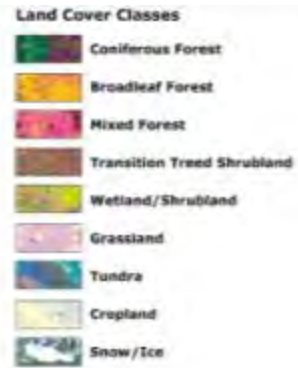 Land Cover Classes
Coniferous Forest
Broadleaf Forest
Mixed Forest
Transition Treed Shrubland
Wetland/Shrubland
Grassland
Tundra
Cropland
Snow/Ice